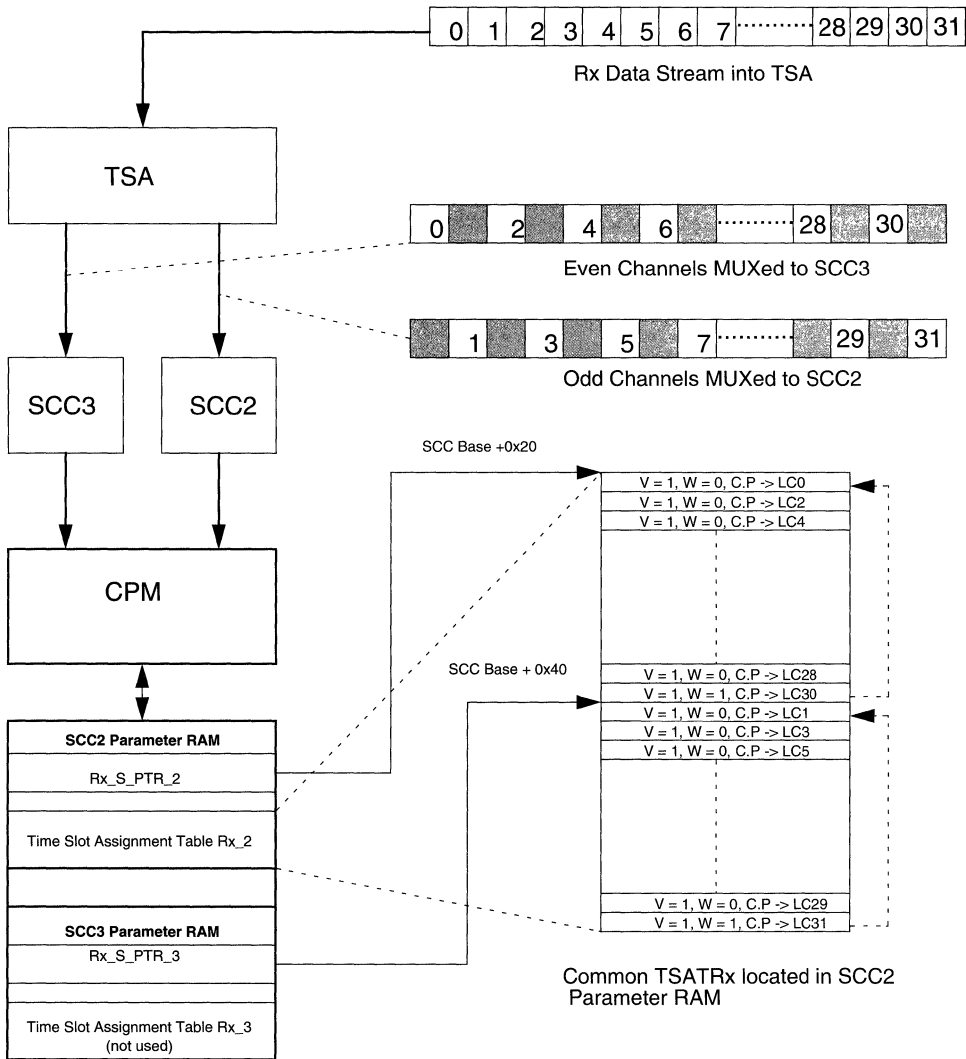 0 1 2 3 4 5 6 7 28 29 30 31
Rx Data Stream into TSA
TSA
0 2 4 6 28 30
Even Channels MUXed to SCC3
1 3 5 7 29 31
Odd Channels MUXed to SCC2
SCC3
SCC2
SCC Base +0x20
V = 1, W = 0, C.P -> LC0
V = 1, W = 0, C.P -> LC2
V = 1, W = 0, C.P -> LC4
CPM
SCC Base + 0x40
V = 1, W = 0, C.P -> LC28
V = 1, W = 1, C.P -> LC30
V = 1, W = 0, C.P -> LC1
V = 1, W = 0, C.P -> LC3
V = 1, W = 0, C.P -> LC5
SCC2 Parameter RAM
Rx_S_PTR_2
Time Slot Assignment Table Rx_2
V = 1, W = 0, C.P -> LC29
V = 1, W = 1, C.P -> LC31
SCC3 Parameter RAM
Rx_S_PTR_3
Time Slot Assignment Table Rx_3
(not used)
Common TSATRx located in SCC2
Parameter RAM